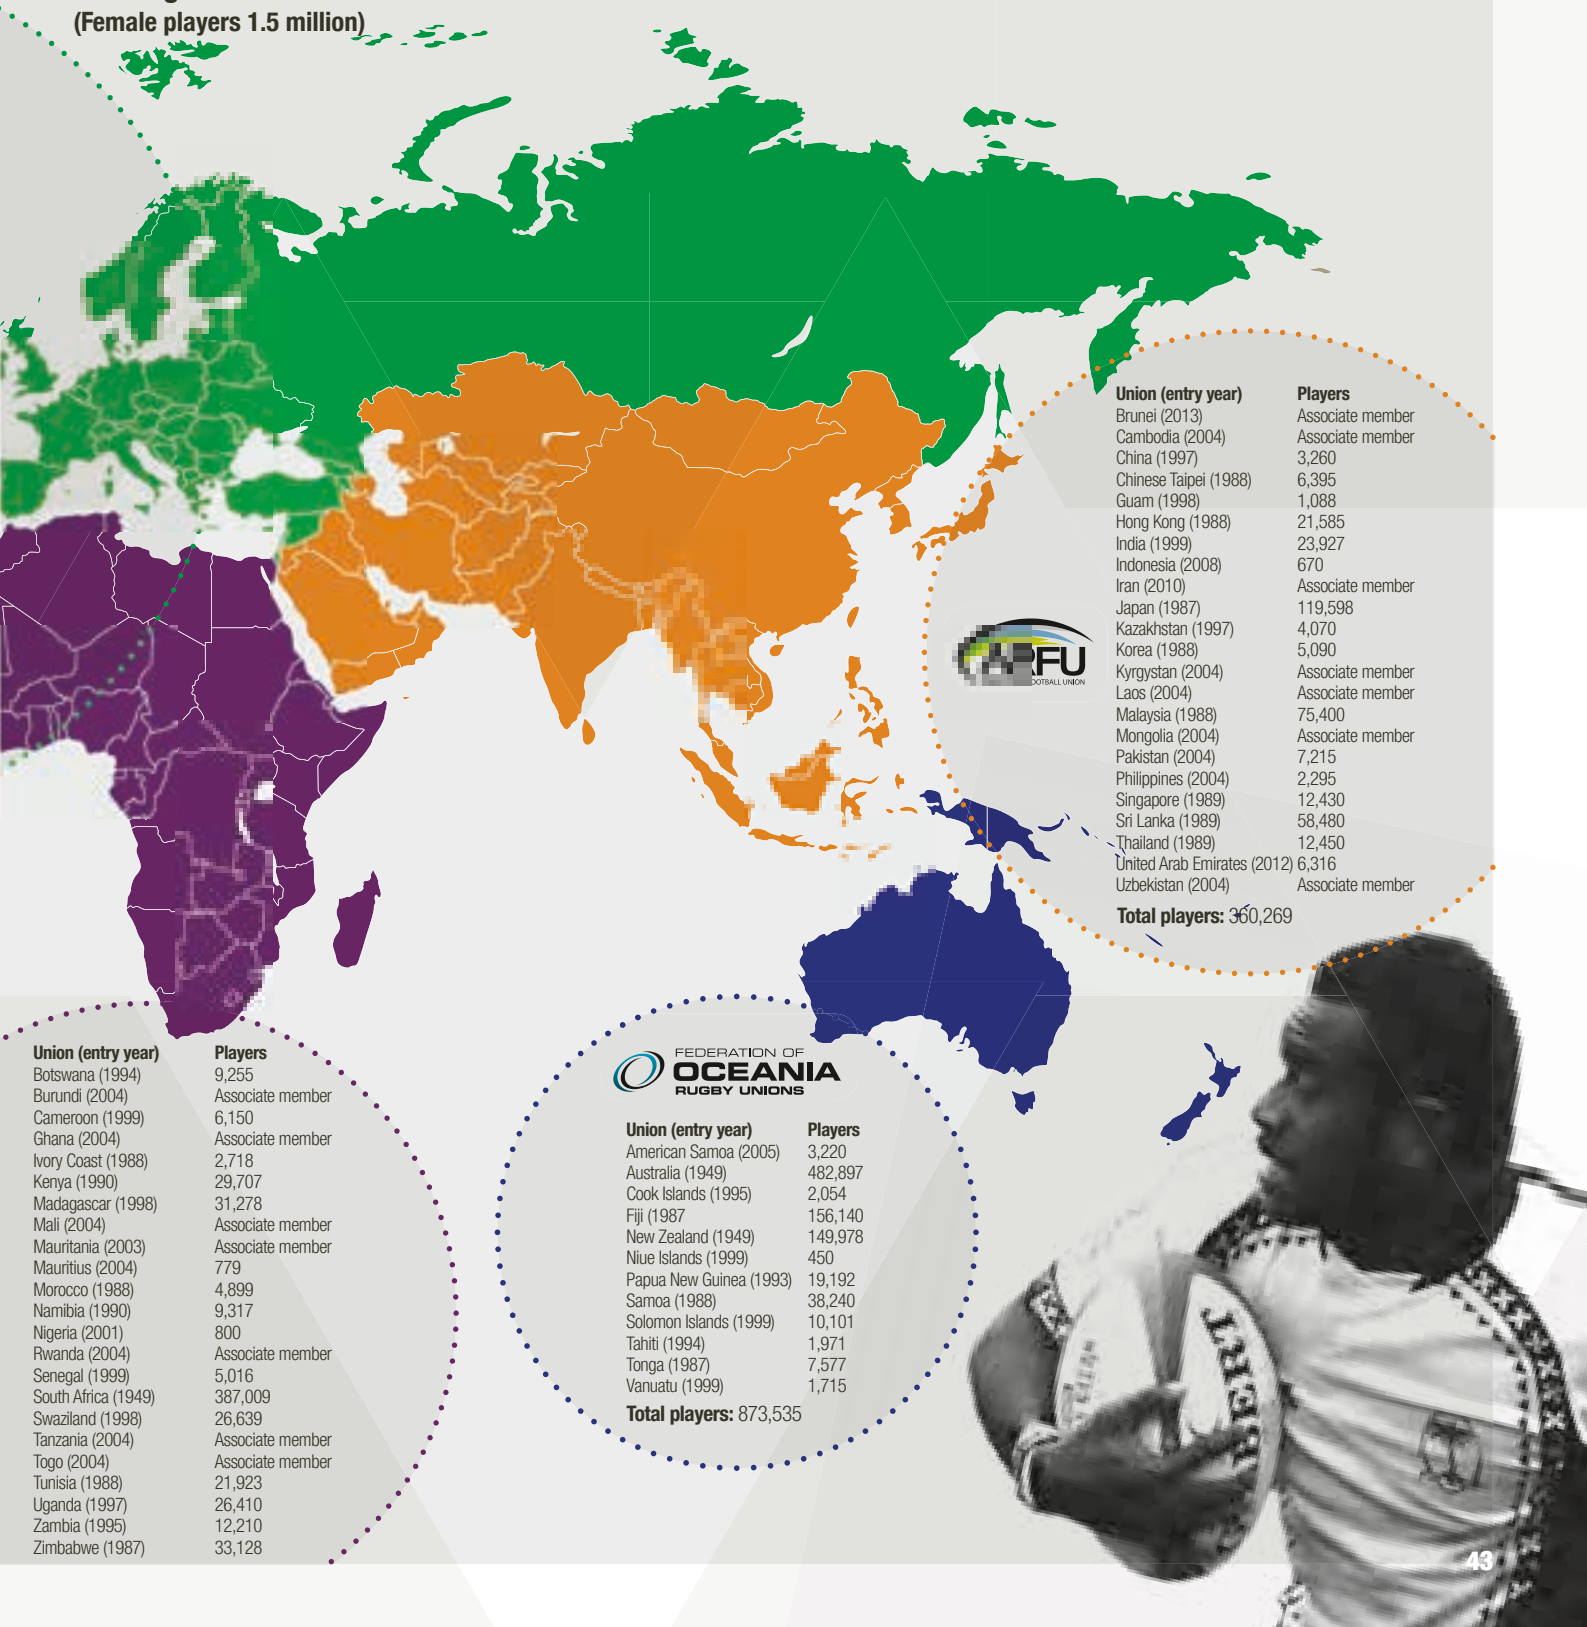 (Female players 1.5 million)
Union (entry year) Players
Brunei (2013) Associate member
Cambodia (2004) Associate member
China (1997) 3,260
Chinese Taipei (1988) 6,395
Guam (1998) 1,088
Hong Kong (1988) 21,585
India (1999) 23,927
Indonesia (2008) 670
Iran (2010) Associate member
Japan (1987) 119,598
Kazakhstan (1997) 4,070
Korea (1988) 5,090
Kyrgystan (2004) Associate member
Laos (2004) Associate member
Malaysia (1988) 75,400
Mongolia (2004) Associate member
Pakistan (2004) 7,215
Philippines (2004) 2,295
Singapore (1989) 12,430
Sri Lanka (1989) 58,480
Thailand (1989) 12,450
United Arab Emirates (2012) 6,316
Uzbekistan (2004) Associate member
Total players: 360,269
ARFU
OOTBALL UNION
Union (entry year) Players
Botswana (1994) 9,255
Burundi (2004) Associate member
Cameroon (1999) 6,150
Ghana (2004) Associate member
Ivory Coast (1988) 2,718
Kenya (1990) 29,707
Madagascar (1998) 31,278
Mali (2004) Associate member
Mauritania (2003) Associate member
Mauritius (2004) 779
Morocco (1988) 4,899
Namibia (1990) 9,317
Nigeria (2001) 800
Rwanda (2004) Associate member
Senegal (1999) 5,016
South Africa (1949) 387,009
Swaziland (1998) 26,639
Tanzania (2004) Associate member
Togo (2004) Associate member
Tunisia (1988) 21,923
Uganda (1997) 26,410
Zambia (1995) 12,210
Zimbabwe (1987) 33,128
FEDERATION OF
OCEANIA
RUGBY UNIONS
Union (entry year) Players
American Samoa (2005) 3,220
Australia (1949) 482,897
Cook Islands (1995) 2,054
Fiji (1987 156,140
New Zealand (1949) 149,978
Niue Islands (1999) 450
Papua New Guinea (1993) 19,192
Samoa (1988) 38,240
Solomon Islands (1999) 10,101
Tahiti (1994) 1,971
Tonga (1987) 7,577
Vanuatu (1999) 1,715
Total players: 873,535
43